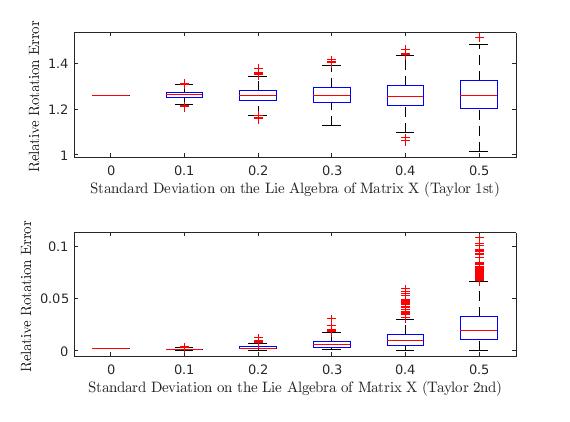 Relative Rotation Error
1.4
1.2
1
0 0.1 0.2 0.3 0.4 0.5
Standard Deviation on the Lie Algebra of Matrix X (Taylor 1st)
Relative Rotation Error
0.1
0.05
0
0 0.1 0.2 0.3 0.4 0.5
Standard Deviation on the Lie Algebra of Matrix X (Taylor 2nd)